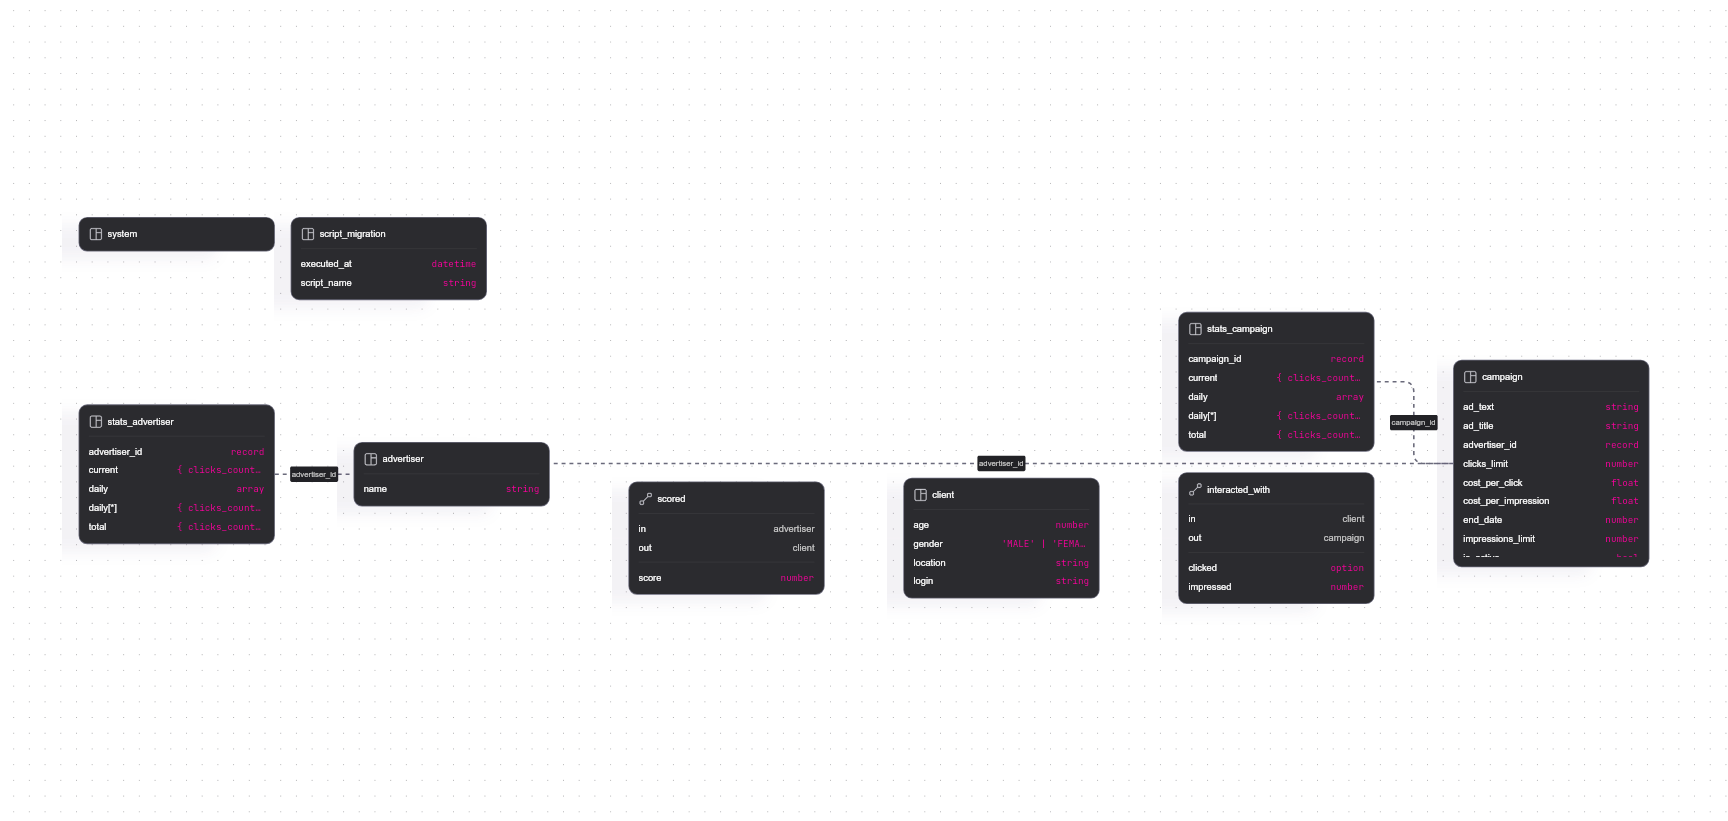 system
script_migration
executed_at datetime
script_name string
stats_campaign
campaign_id record
current { clicks_count…
daily array
daily[*] { clicks_count…
total { clicks_count…
campaign_id
campaign
ad_text string
ad_title string
advertiser_id record
clicks_limit number
cost_per_click float
cost_per_impression float
end_date number
impressions_limit number
is_active bool
stats_advertiser
advertiser_id record
current { clicks_count…
daily array
daily[*] { clicks_count…
total { clicks_count…
advertiser_id
advertiser
name string
advertiser_id
scored
in advertiser
out client
score number
client
age number
gender 'MALE' | 'FEMA…
location string
login string
interacted_with
in client
out campaign
clicked option
impressed number